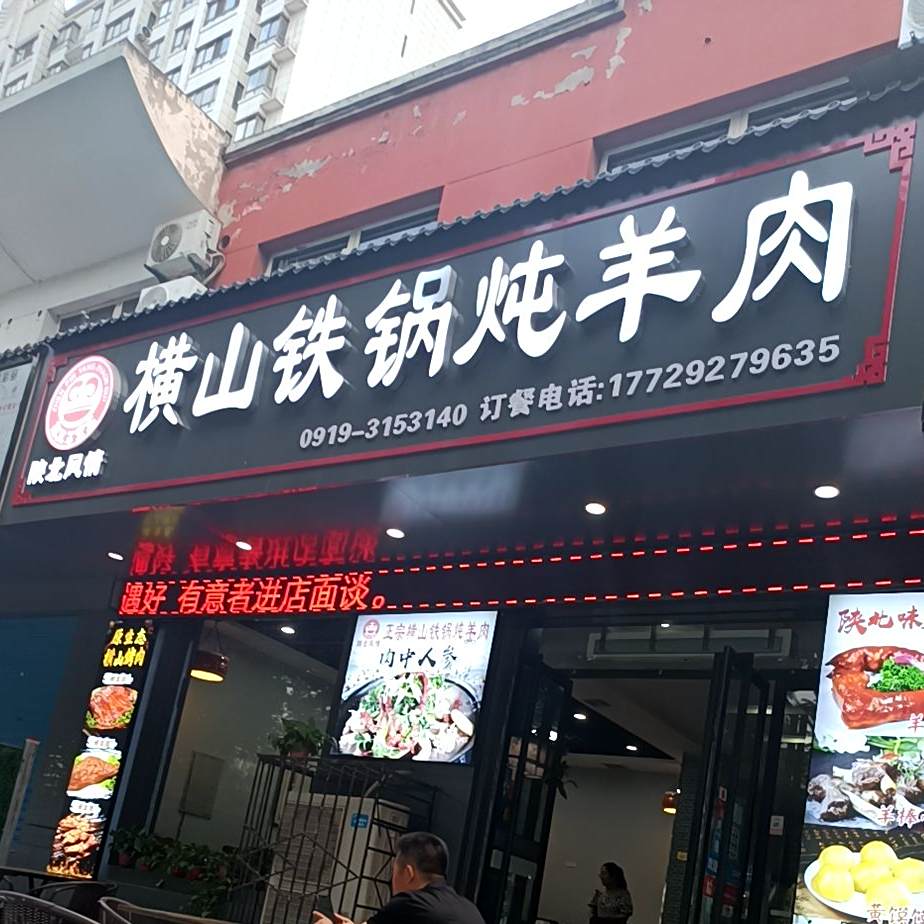 横山铁锅炖羊肉
0919-3153140 订餐电话:17729279635
陕北风情
遇好 有意者进店面谈。
原生态
横山烤肉
正宗横山铁锅炖羊肉
肉中人参
陕北味
羊棒